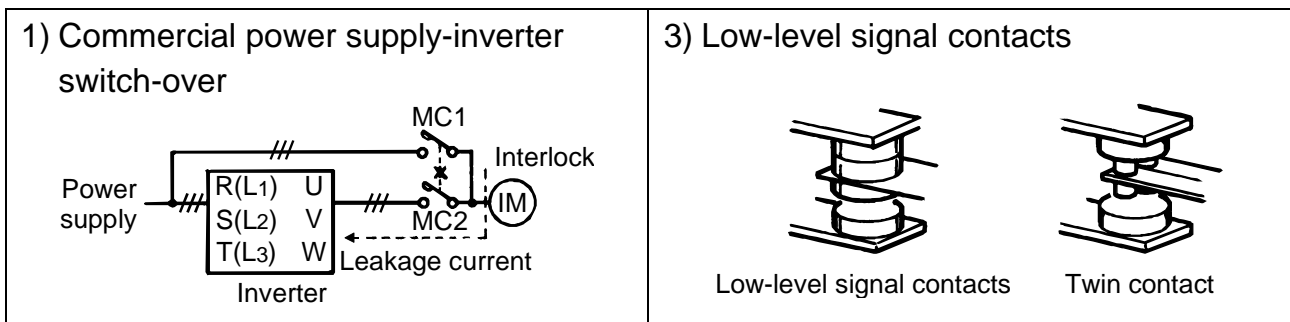 1) Commercial power supply-inverter
switch-over
MC1
Interlock
Power
supply
R(L1) U
S(L2) V
T(L3) W
MC2
IM
Leakage current
Inverter
3) Low-level signal contacts
Low-level signal contacts
Twin contact